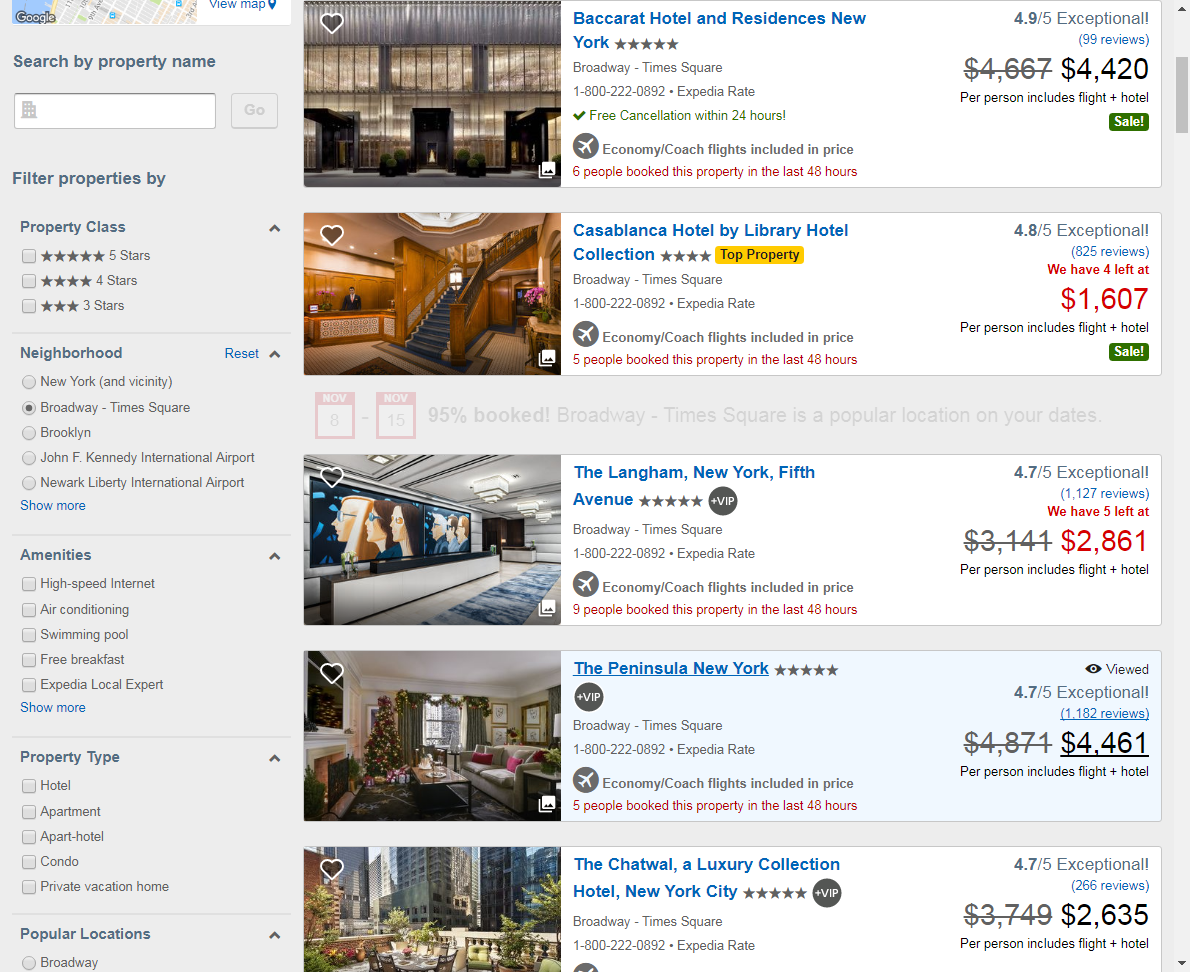 Google
View map
Search by property name
Go
Filter properties by
Property Class
5 Stars
4 Stars
3 Stars
Neighborhood Reset
New York (and vicinity)
Broadway - Times Square
Brooklyn
John F. Kennedy International Airport
Newark Liberty International Airport
Show more
Amenities
High-speed Internet
Air conditioning
Swimming pool
Free breakfast
Expedia Local Expert
Show more
Property Type
Hotel
Apartment
Apart-hotel
Condo
Private vacation home
Popular Locations
Broadway
Baccarat Hotel and Residences New
York
Broadway - Times Square
1-800-222-0892 • Expedia Rate
Free Cancellation within 24 hours!
Economy/Coach flights included in price
6 people booked this property in the last 48 hours
4.9/5 Exceptional!
(99 reviews)
$4,667 $4,420
Per person includes flight + hotel
Sale!
Casablanca Hotel by Library Hotel
Collection Top Property
Broadway - Times Square
1-800-222-0892 • Expedia Rate
Economy/Coach flights included in price
5 people booked this property in the last 48 hours
4.8/5 Exceptional!
(825 reviews)
We have 4 left at
$1,607
Per person includes flight + hotel
Sale!
NOV NOV
8 - 15 95% booked! Broadway - Times Square is a popular location on your dates.
The Langham, New York, Fifth
Avenue +VIP
Broadway - Times Square
1-800-222-0892 • Expedia Rate
Economy/Coach flights included in price
9 people booked this property in the last 48 hours
4.7/5 Exceptional!
(1,127 reviews)
We have 5 left at
$3,141 $2,861
Per person includes flight + hotel
The Peninsula New York
+VIP
Broadway - Times Square
1-800-222-0892 • Expedia Rate
Economy/Coach flights included in price
5 people booked this property in the last 48 hours
Viewed
4.7/5 Exceptional!
(1,182 reviews)
$4,871 $4,461
Per person includes flight + hotel
The Chatwal, a Luxury Collection
Hotel, New York City +VIP
Broadway - Times Square
1-800-222-0892 • Expedia Rate
4.7/5 Exceptional!
(266 reviews)
$3,749 $2,635
Per person includes flight + hotel